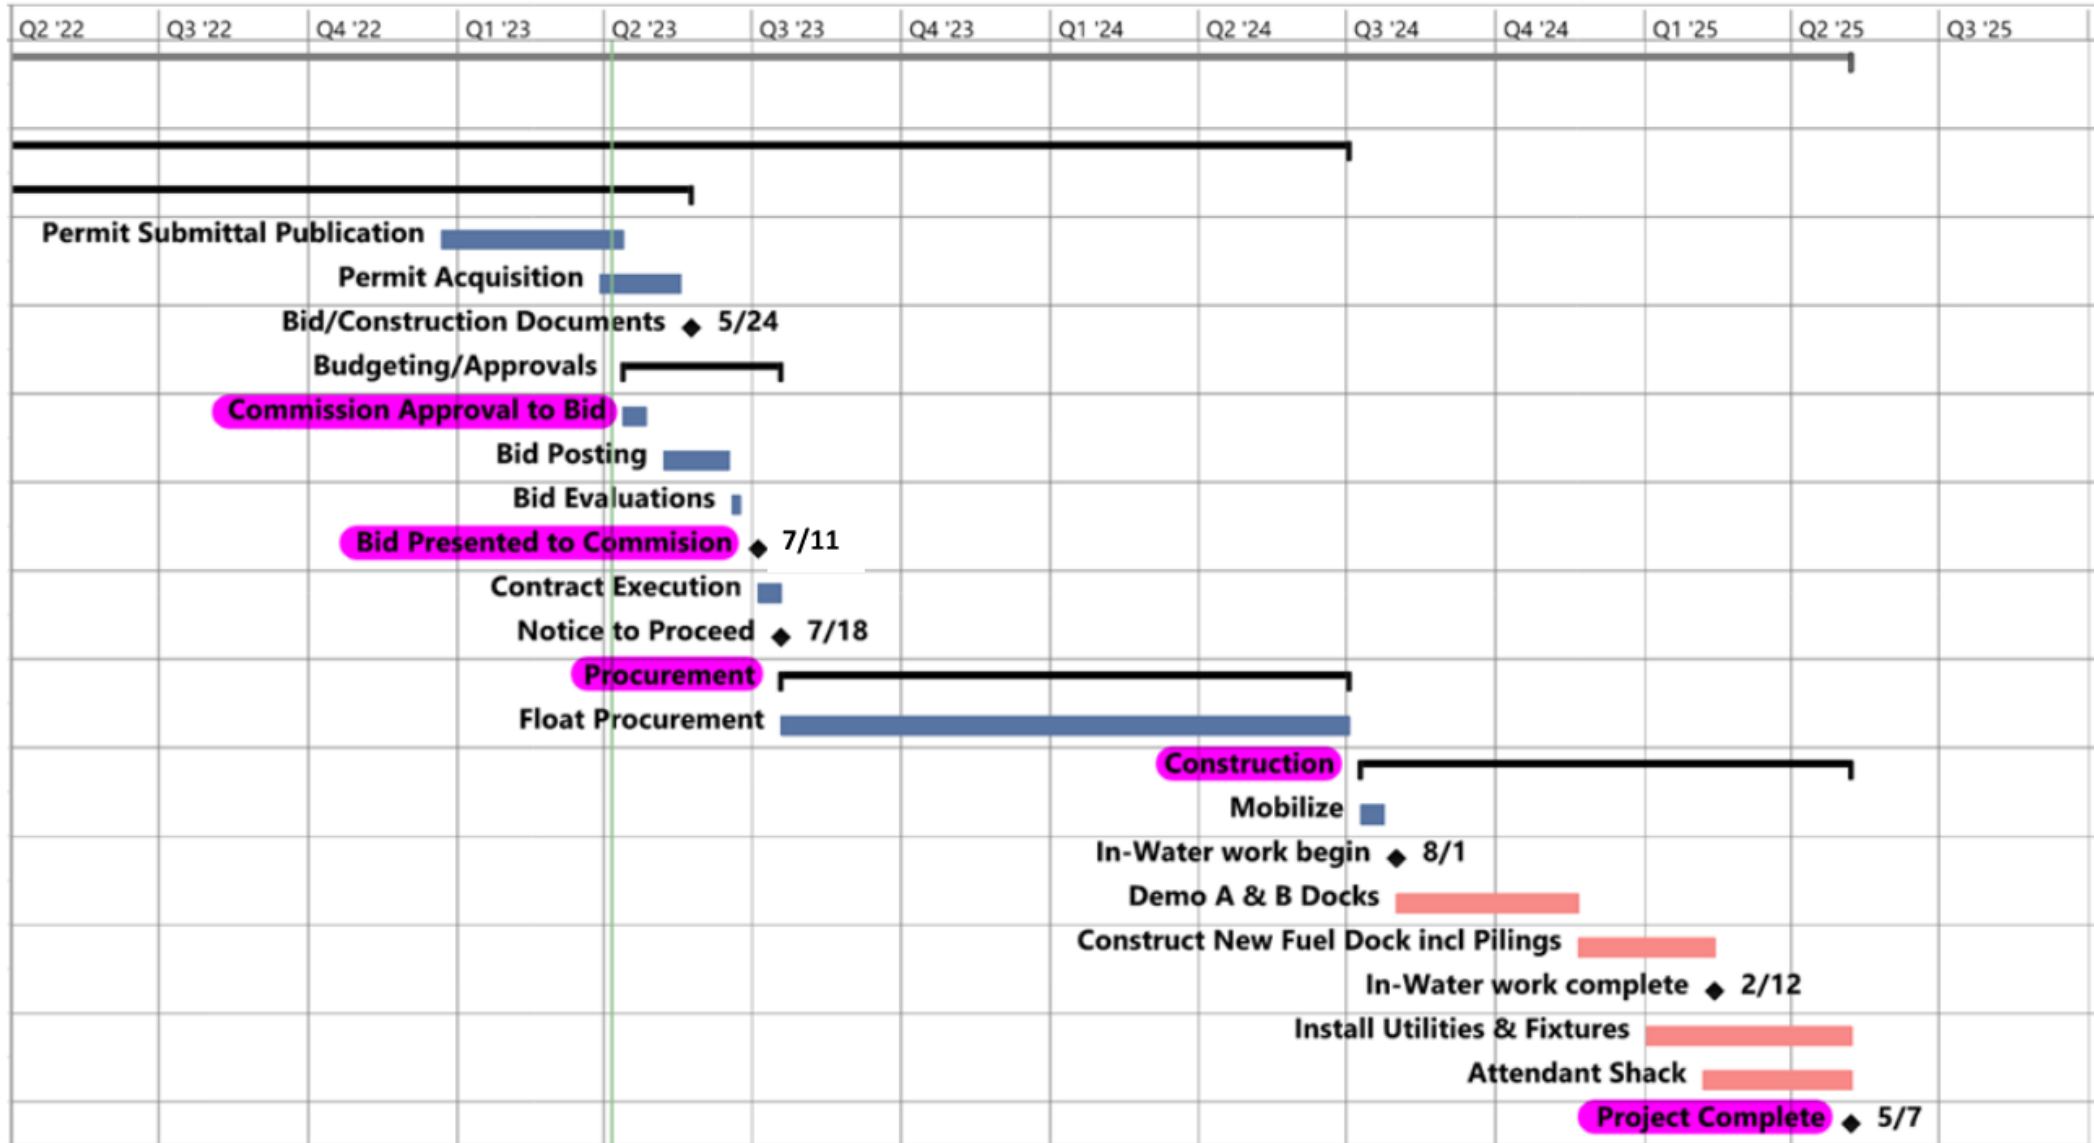 Q2 '22 Q3 '22 Q4 '22 Q1 '23 Q2 '23 Q3 '23 Q4 '23 Q1 '24 Q2 '24 Q3 '24 Q4 '24 Q1 '25 Q2 '25 Q3 '25
Permit Submittal Publication
Permit Acquisition
Bid/Construction Documents 5/24
Budgeting/Approvals
Commission Approval to Bid
Bid Posting
Bid Evaluations
Bid Presented to Commision 7/11
Contract Execution
Notice to Proceed 7/18
Procurement
Float Procurement
Construction
Mobilize
In-Water work begin 8/1
Demo A & B Docks
Construct New Fuel Dock incl Pilings
In-Water work complete 2/12
Install Utilities & Fixtures
Attendant Shack
Project Complete 5/7